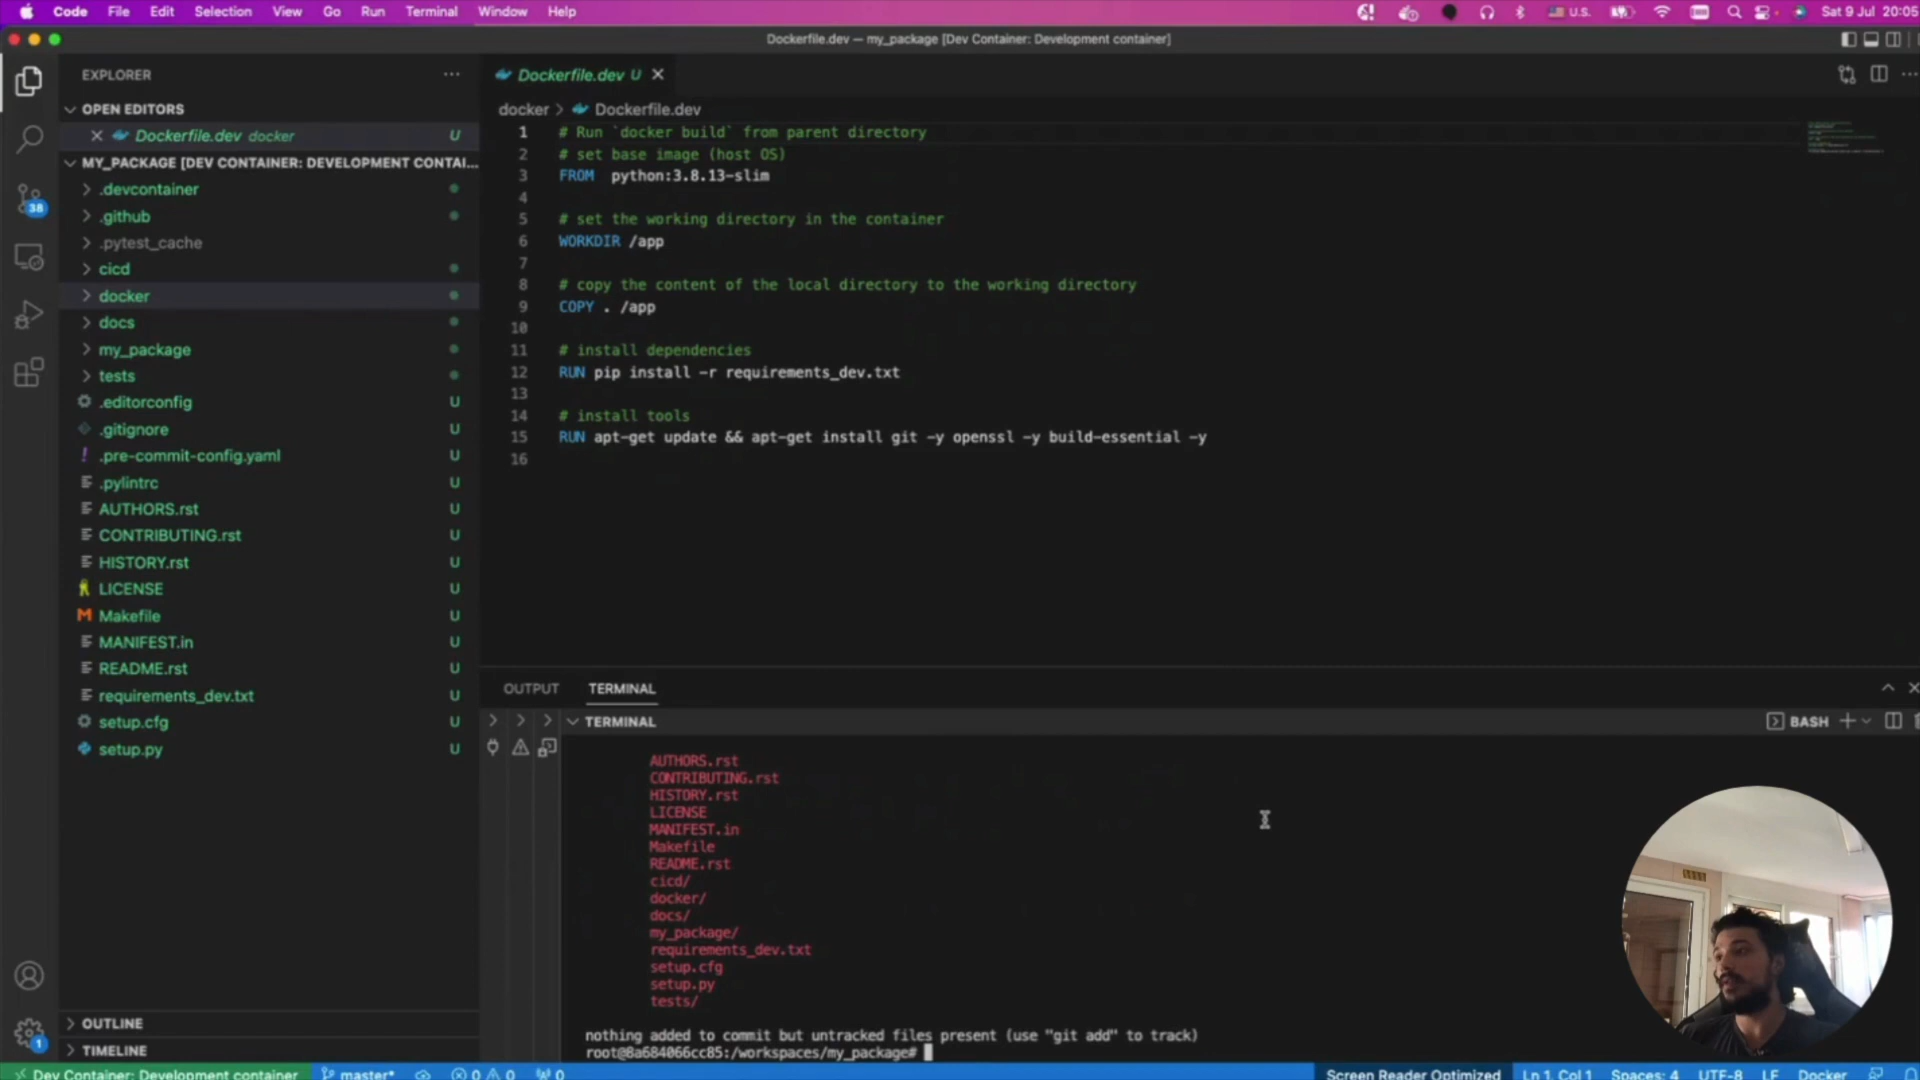 Code File Edit Selection View Go Run Terminal Window Help
U.S.
Sat 9 Jul 20:05
Dockerfile.dev — my_package [Dev Container: Development container]
EXPLORER
OPEN EDITORS
Dockerfile.dev docker U
MY_PACKAGE [DEV CONTAINER: DEVELOPMENT CONTAI...
.devcontainer
.github
.pytest_cache
cicd
docker
docs
my_package
tests
.editorconfig U
.gitignore U
.pre-commit-config.yaml U
.pylintrc U
AUTHORS.rst U
CONTRIBUTING.rst U
HISTORY.rst U
LICENSE U
Makefile U
MANIFEST.in U
README.rst U
requirements_dev.txt U
setup.cfg U
setup.py U
OUTLINE
TIMELINE
38
1
Dockerfile.dev U
docker > Dockerfile.dev
1 # Run `docker build` from parent directory
2 # set base image (host OS)
3 FROM  python:3.8.13-slim
4
5 # set the working directory in the container
6 WORKDIR /app
7
8 # copy the content of the local directory to the working directory
9 COPY . /app
10
11 # install dependencies
12 RUN pip install -r requirements_dev.txt
13
14 # install tools
15 RUN apt-get update && apt-get install git -y openssl -y build-essential -y
16
OUTPUT TERMINAL
TERMINAL
BASH
AUTHORS.rst
CONTRIBUTING.rst
HISTORY.rst
LICENSE
MANIFEST.in
Makefile
README.rst
cicd/
docker/
docs/
my_package/
requirements_dev.txt
setup.cfg
setup.py
tests/
nothing added to commit but untracked files present (use "git add" to track)
root@8a684066cc85:/workspaces/my_package#
Dev Container: Development container master* 0 0 0
Screen Reader Optimized Ln 1, Col 1 Spaces: 4 UTF-8 LF Docker